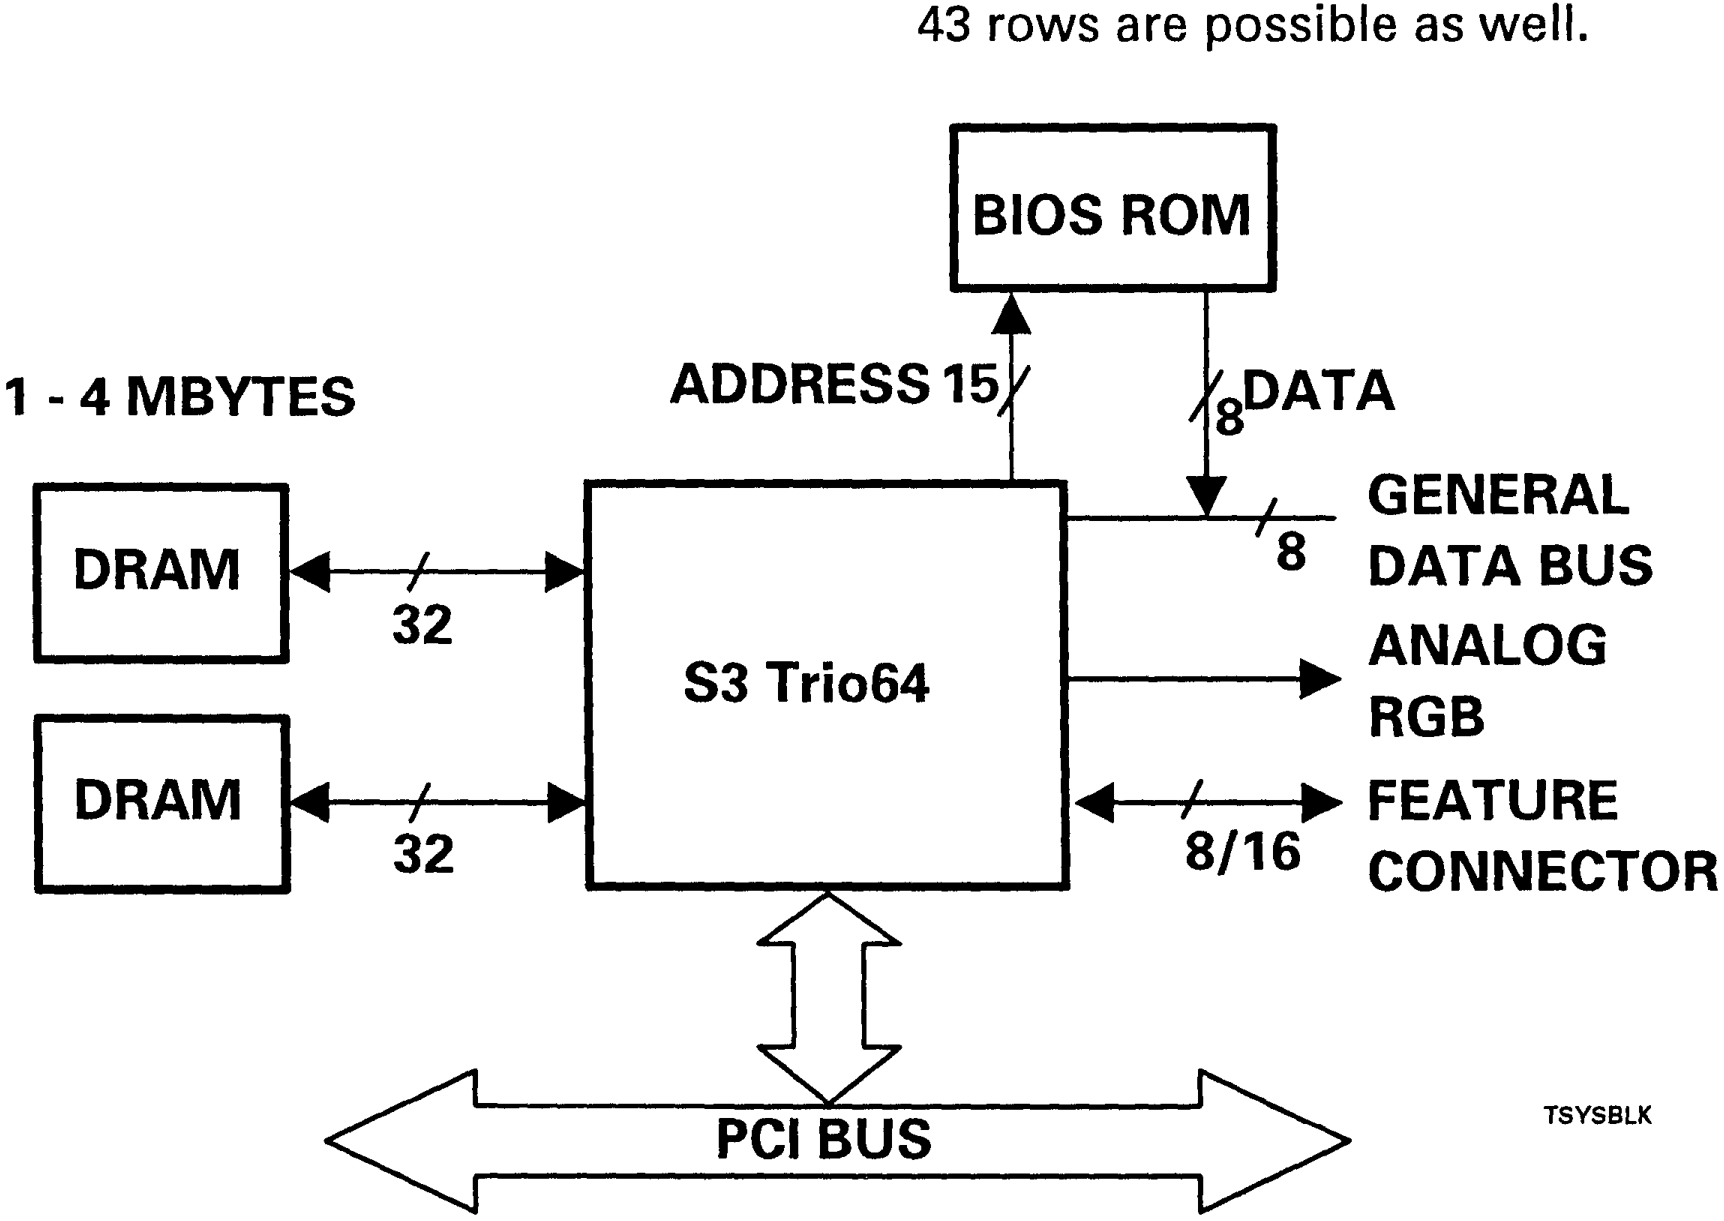 43 rows are possible as well.
BIOS ROM
ADDRESS 15
8 DATA
1 - 4 MBYTES
DRAM
32
DRAM
32
S3 Trio64
GENERAL
DATA BUS
8
ANALOG
RGB
FEATURE
CONNECTOR
8/16
PCI BUS
TSYSBLK